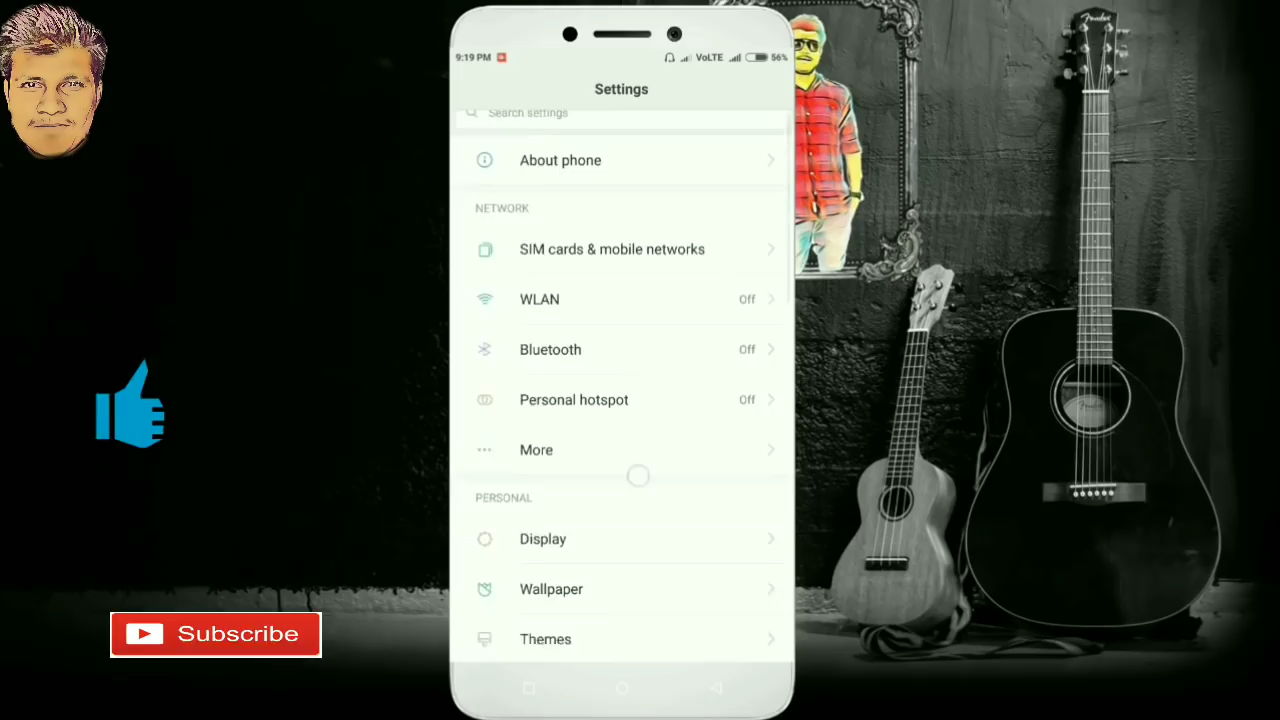 9:19 PM
VoLTE
56%
Settings
Search settings
About phone
NETWORK
SIM cards & mobile networks
WLAN
Off
Bluetooth
Off
Personal hotspot
Off
More
PERSONAL
Display
Wallpaper
Themes
Subscribe
Fender